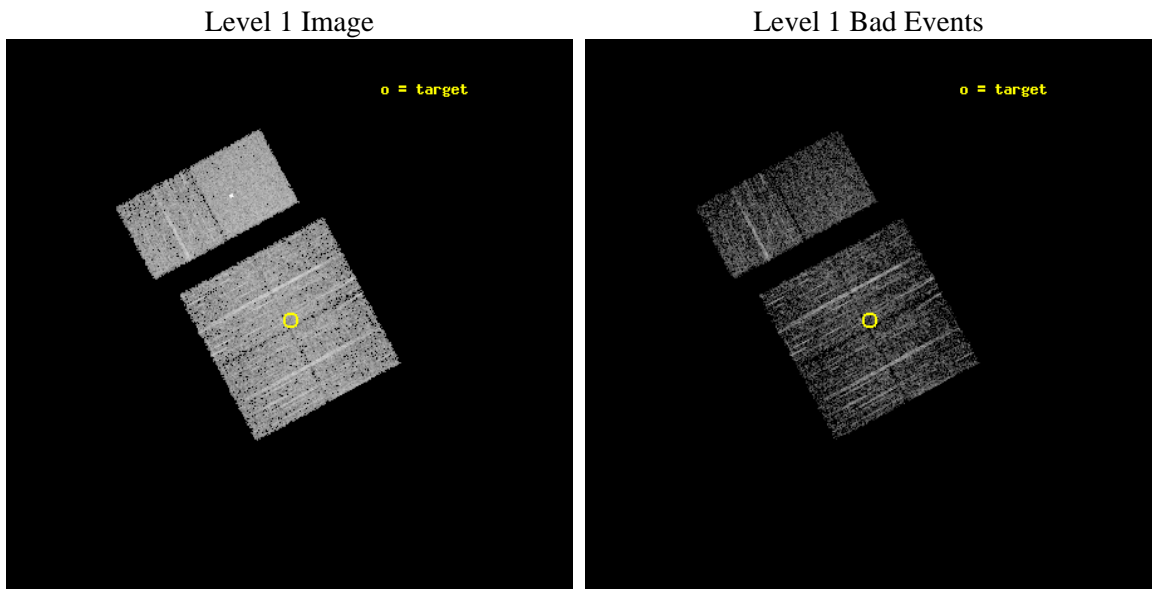 Level 1 Image
Level 1 Bad Events
o = target
o = target